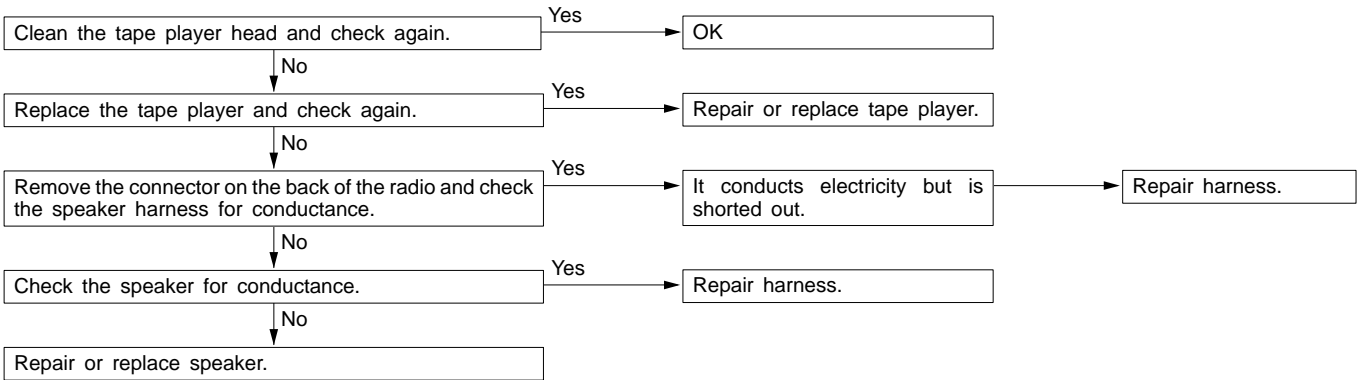 Clean the tape player head and check again.
Yes
OK
No
Replace the tape player and check again.
Yes
Repair or replace tape player.
No
Remove the connector on the back of the radio and check
the speaker harness for conductance.
Yes
It conducts electricity but is
shorted out.
Repair harness.
No
Check the speaker for conductance.
Yes
Repair harness.
No
Repair or replace speaker.